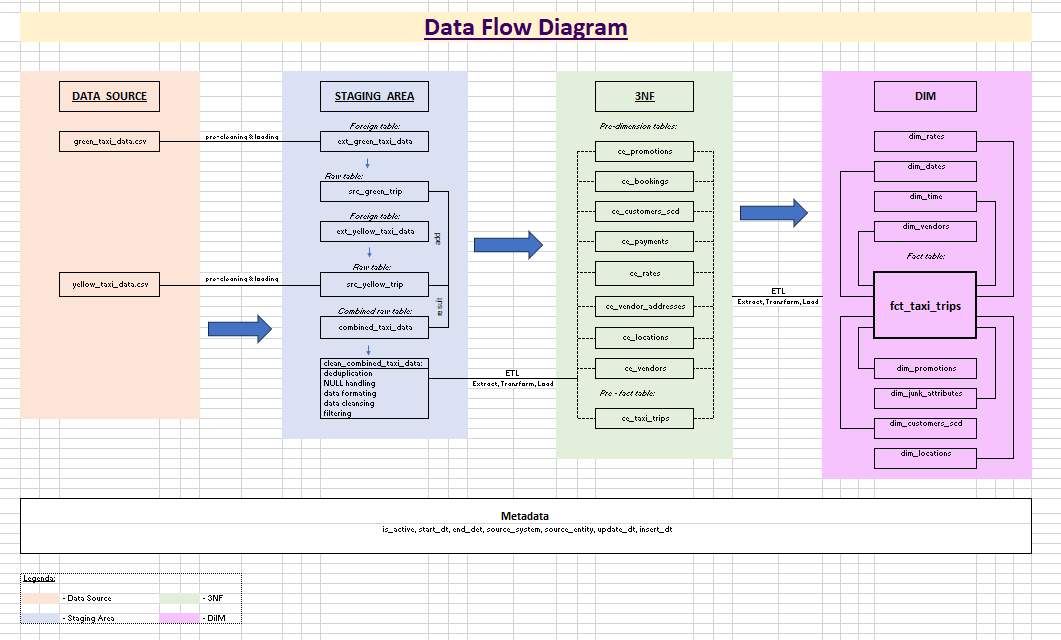 Data Flow Diagram
DATA SOURCE
green_taxi_data.csv
pre-cleaning & loading
yellow_taxi_data.csv
pre-cleaning & loading
STAGING AREA
Foreign table:
ext_green_taxi_data
Raw table:
src_green_trip
Foreign table:
ext_yellow_taxi_data
Raw table:
src_yellow_trip
add
result
Combined raw table:
combined_taxi_data
clean_combined_taxi_data:
deduplication
NULL handling
data formating
data cleansing
filtering
ETL
Extract, Transform, Load
3NF
Pre-dimension tables:
ce_promotions
ce_bookings
ce_customers_scd
ce_payments
ce_rates
ce_vendor_addresses
ce_locations
ce_vendors
Pre - fact table:
ce_taxi_trips
ETL
Extract, Transform, Load
DIM
dim_rates
dim_dates
dim_time
dim_vendors
Fact table:
fct_taxi_trips
dim_promotions
dim_junk_attributes
dim_customers_scd
dim_locations
Metadata
is_active, start_dt, end_det, source_system, source_entity, update_dt, insert_dt
Legenda:
- Data Source
- 3NF
- Staging Area
- DiIM